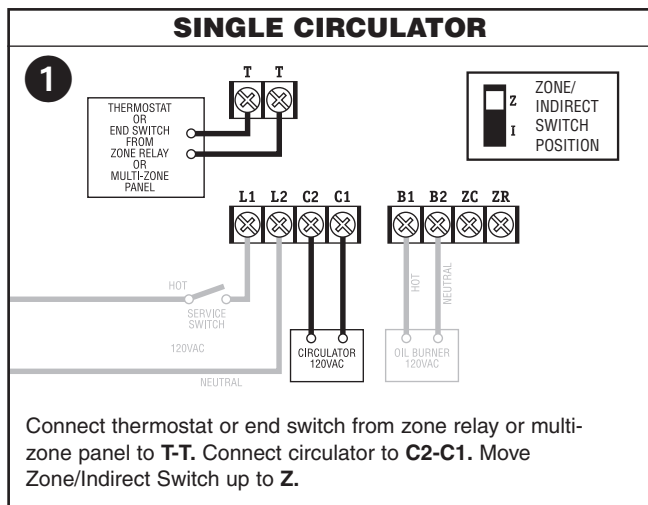 SINGLE CIRCULATOR
1
T T
THERMOSTAT
OR
END SWITCH
FROM
ZONE RELAY
OR
MULTI-ZONE
PANEL
Z
I
ZONE/
INDIRECT
SWITCH
POSITION
L1 L2 C2 C1
B1 B2 ZC ZR
HOT
SERVICE
SWITCH
120VAC
NEUTRAL
CIRCULATOR
120VAC
HOT
NEUTRAL
OIL BURNER
120VAC
Connect thermostat or end switch from zone relay or multi-
zone panel to T-T. Connect circulator to C2-C1. Move
Zone/Indirect Switch up to Z.